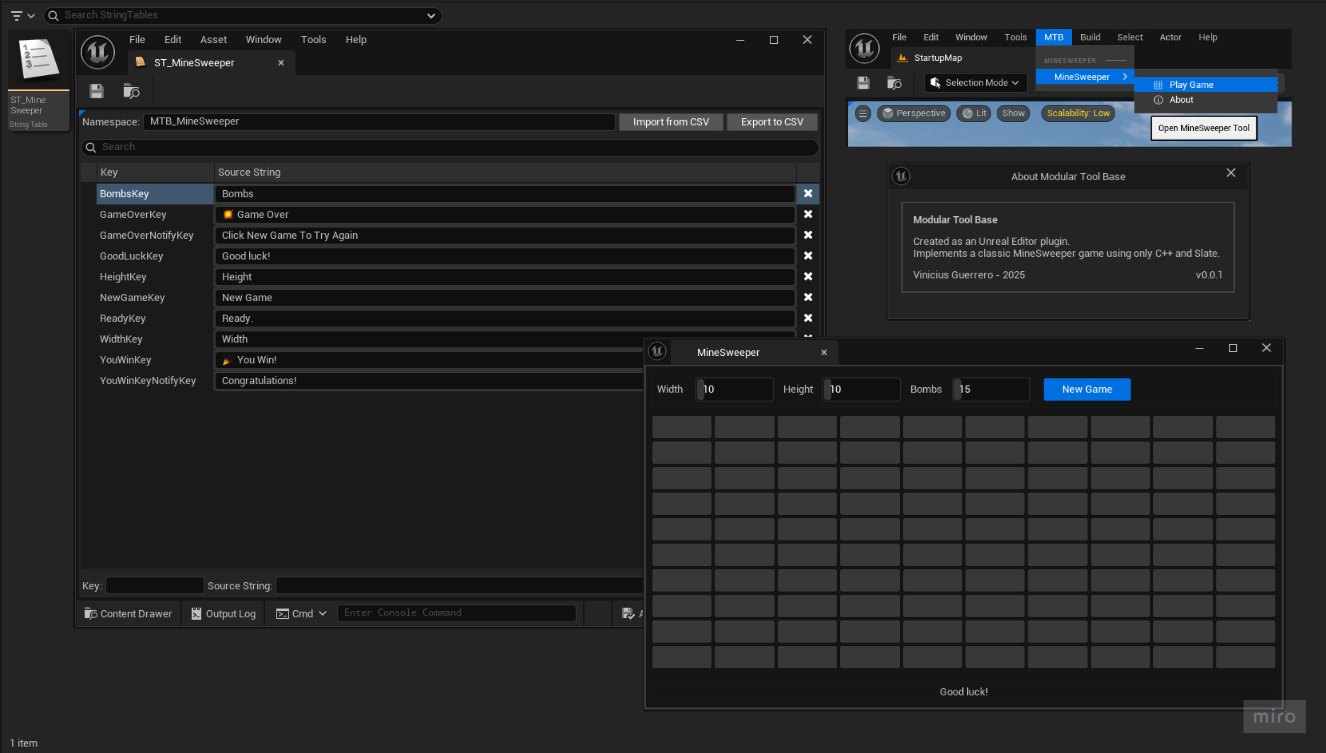 Search StringTables
ST_Mine
Sweeper
String Table
File Edit Asset Window Tools Help
ST_MineSweeper
Namespace: MTB_MineSweeper Import from CSV Export to CSV
Search
Key Source String
BombsKey Bombs
GameOverKey 💥 Game Over
GameOverNotifyKey Click New Game To Try Again
GoodLuckKey Good luck!
HeightKey Height
NewGameKey New Game
ReadyKey Ready.
WidthKey Width
YouWinKey 🎉 You Win!
YouWinKeyNotifyKey Congratulations!
Key: Source String:
Content Drawer Output Log Cmd Enter Console Command
File Edit Window Tools MTB Build Select Actor Help
StartupMap
MINESWEEPER
MineSweeper
Selection Mode
Play Game
About
Perspective Lit Show Scalability: Low
Open MineSweeper Tool
About Modular Tool Base
Modular Tool Base
Created as an Unreal Editor plugin.
Implements a classic MineSweeper game using only C++ and Slate.
Vinicius Guerrero - 2025 v0.0.1
MineSweeper
Width 10 Height 10 Bombs 15 New Game
Good luck!
miro
1 item